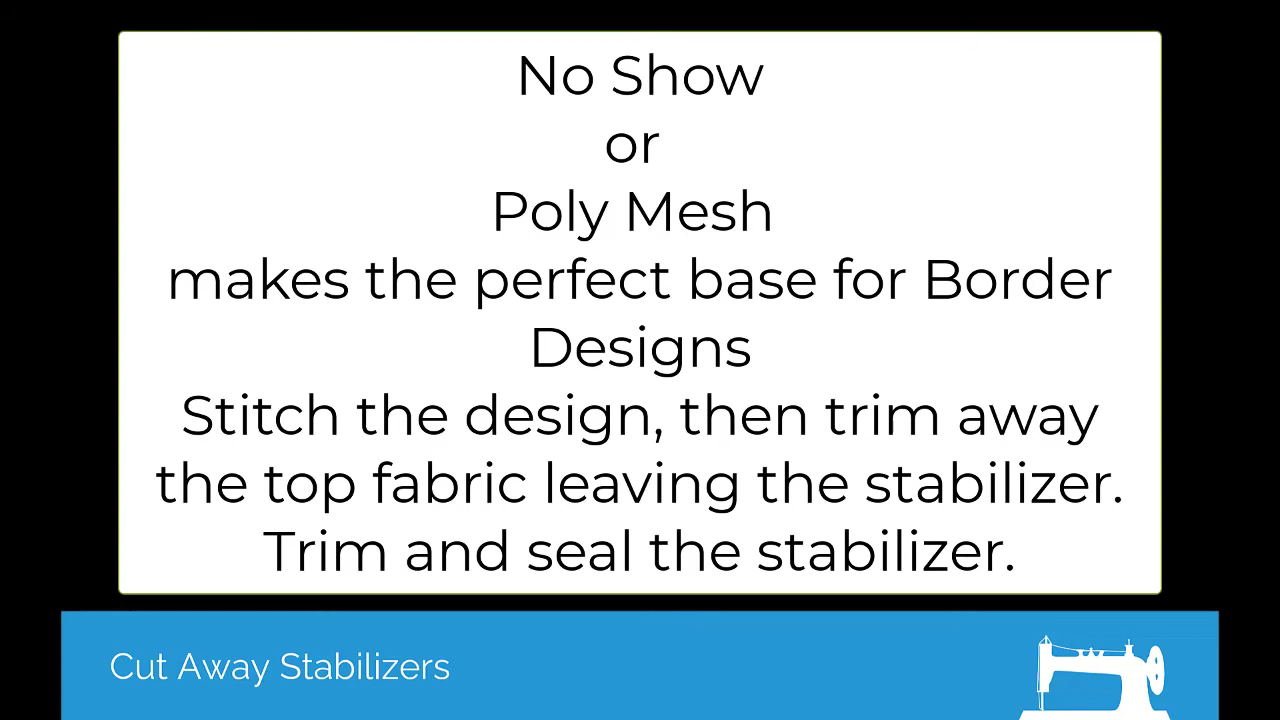 No Show
or
Poly Mesh
makes the perfect base for Border
Designs
Stitch the design, then trim away
the top fabric leaving the stabilizer.
Trim and seal the stabilizer.
Cut Away Stabilizers